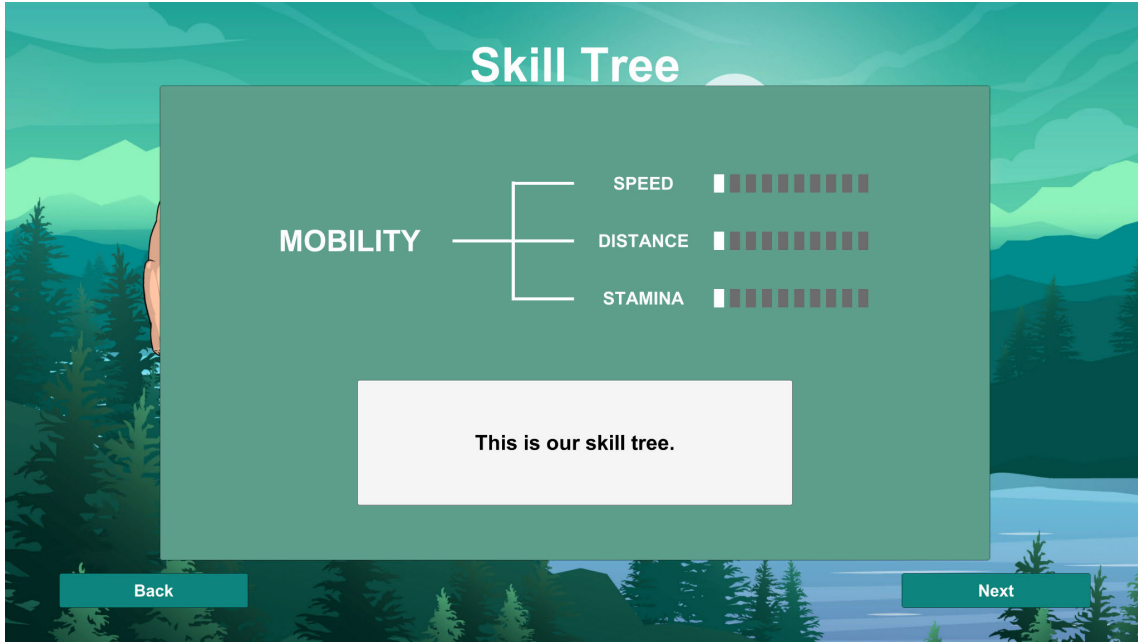 Skill Tree
SPEED
MOBILITY
DISTANCE
STAMINA
This is our skill tree.
Back
Next